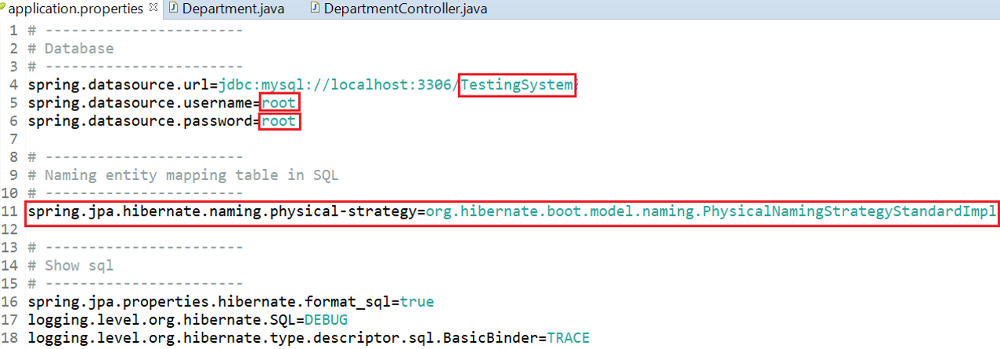 application.properties Department.java DepartmentController.java
1 # ------------------------
2 # Database
3 # ------------------------
4 spring.datasource.url=jdbc:mysql://localhost:3306/TestingSystem
5 spring.datasource.username=root
6 spring.datasource.password=root
7
8 # ------------------------
9 # Naming entity mapping table in SQL
10 # ------------------------
11 spring.jpa.hibernate.naming.physical-strategy=org.hibernate.boot.model.naming.PhysicalNamingStrategyStandardImpl
12
13 # ------------------------
14 # Show sql
15 # ------------------------
16 spring.jpa.properties.hibernate.format_sql=true
17 logging.level.org.hibernate.SQL=DEBUG
18 logging.level.org.hibernate.type.descriptor.sql.BasicBinder=TRACE